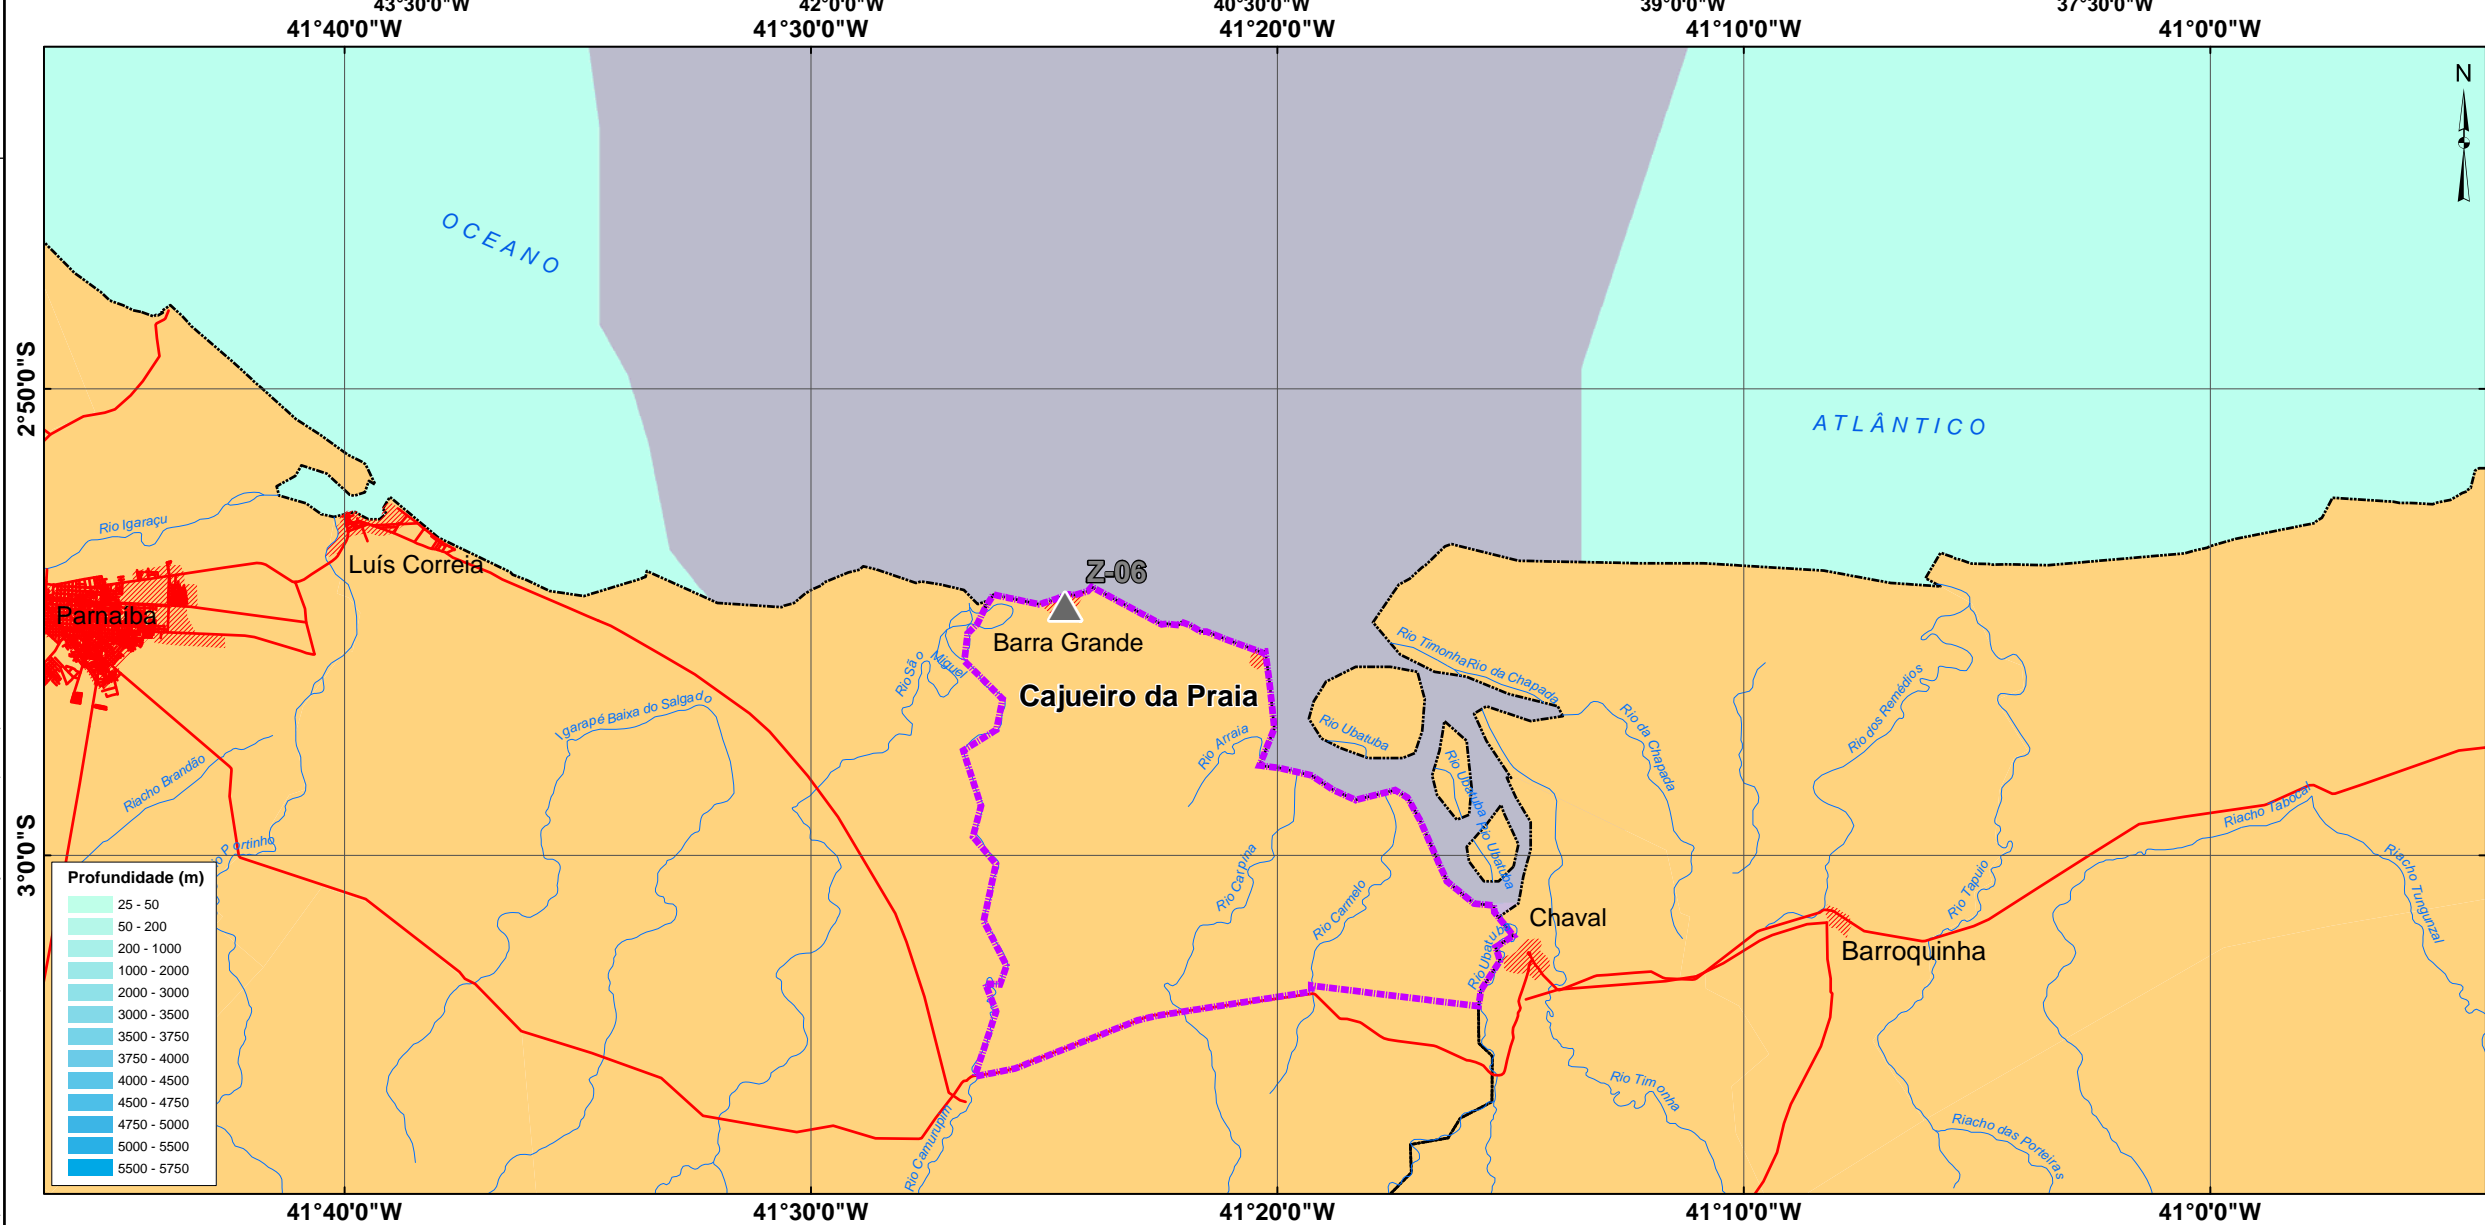 43°30'0"W 42°0'0"W 40°30'0"W 39°0'0"W 37°30'0"W
41°40'0"W 41°30'0"W 41°20'0"W 41°10'0"W 41°0'0"W
N
OCEANO
2°50'0"S
ATLÂNTICO
Rio Igaraçu
Luís Correia
Z-06
Parnaíba
Barra Grande
Rio São Miguel
Rio Timonha
Rio da Chapada
Cajueiro da Praia
Igarapé Baixa do Salgado
Rio Arraia
Rio Ubatuba
Rio da Chapada
Rio dos Remédios
Riacho Brandão
Rio Ubatuba
Rio Ubatuba
Riacho Tabocal
Portinho
3°0'0"S
Rio Carpina
Rio Carmelo
Rio Tapuio
Riacho Tungunzal
Chaval
Rio Ubatuba
Barroquinha
Rio Timonha
Rio Camurupim
Riacho das Porteiras
Profundidade (m)
25 - 50
50 - 200
200 - 1000
1000 - 2000
2000 - 3000
3000 - 3500
3500 - 3750
3750 - 4000
4000 - 4500
4500 - 4750
4750 - 5000
5000 - 5500
5500 - 5750
41°40'0"W 41°30'0"W 41°20'0"W 41°10'0"W 41°0'0"W